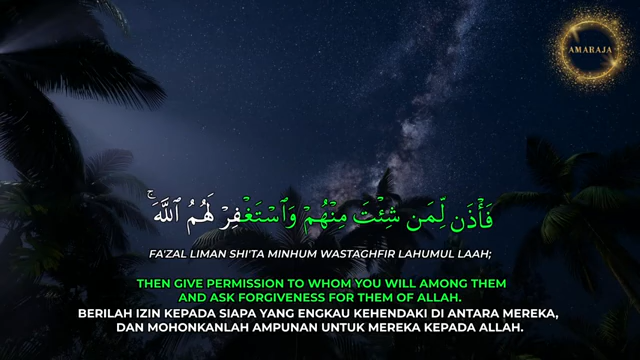 AMARAJA
فَأْذَن لِّمَن شِئْتَ مِنْهُمْ وَٱسْتَغْفِرْ لَهُمُ ٱللَّهَ ۚ
FA'ZAL LIMAN SHI'TA MINHUM WASTAGHFIR LAHUMUL LAAH;
THEN GIVE PERMISSION TO WHOM YOU WILL AMONG THEM
AND ASK FORGIVENESS FOR THEM OF ALLAH.
BERILAH IZIN KEPADA SIAPA YANG ENGKAU KEHENDAKI DI ANTARA MEREKA,
DAN MOHONKANLAH AMPUNAN UNTUK MEREKA KEPADA ALLAH.